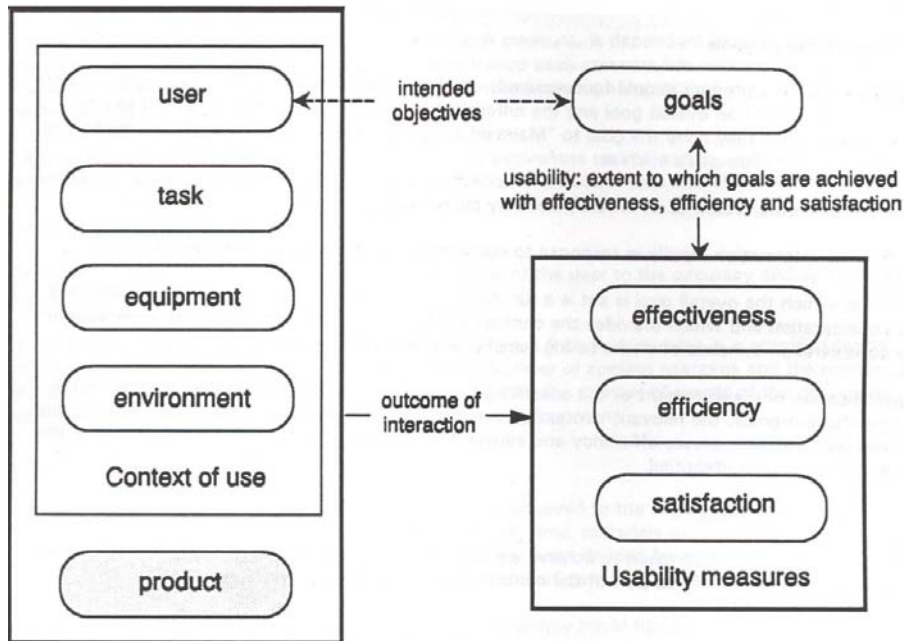 user
task
equipment
environment
Context of use
product
intended
objectives
goals
usability: extent to which goals are achieved
with effectiveness, efficiency and satisfaction
outcome of
interaction
effectiveness
efficiency
satisfaction
Usability measures